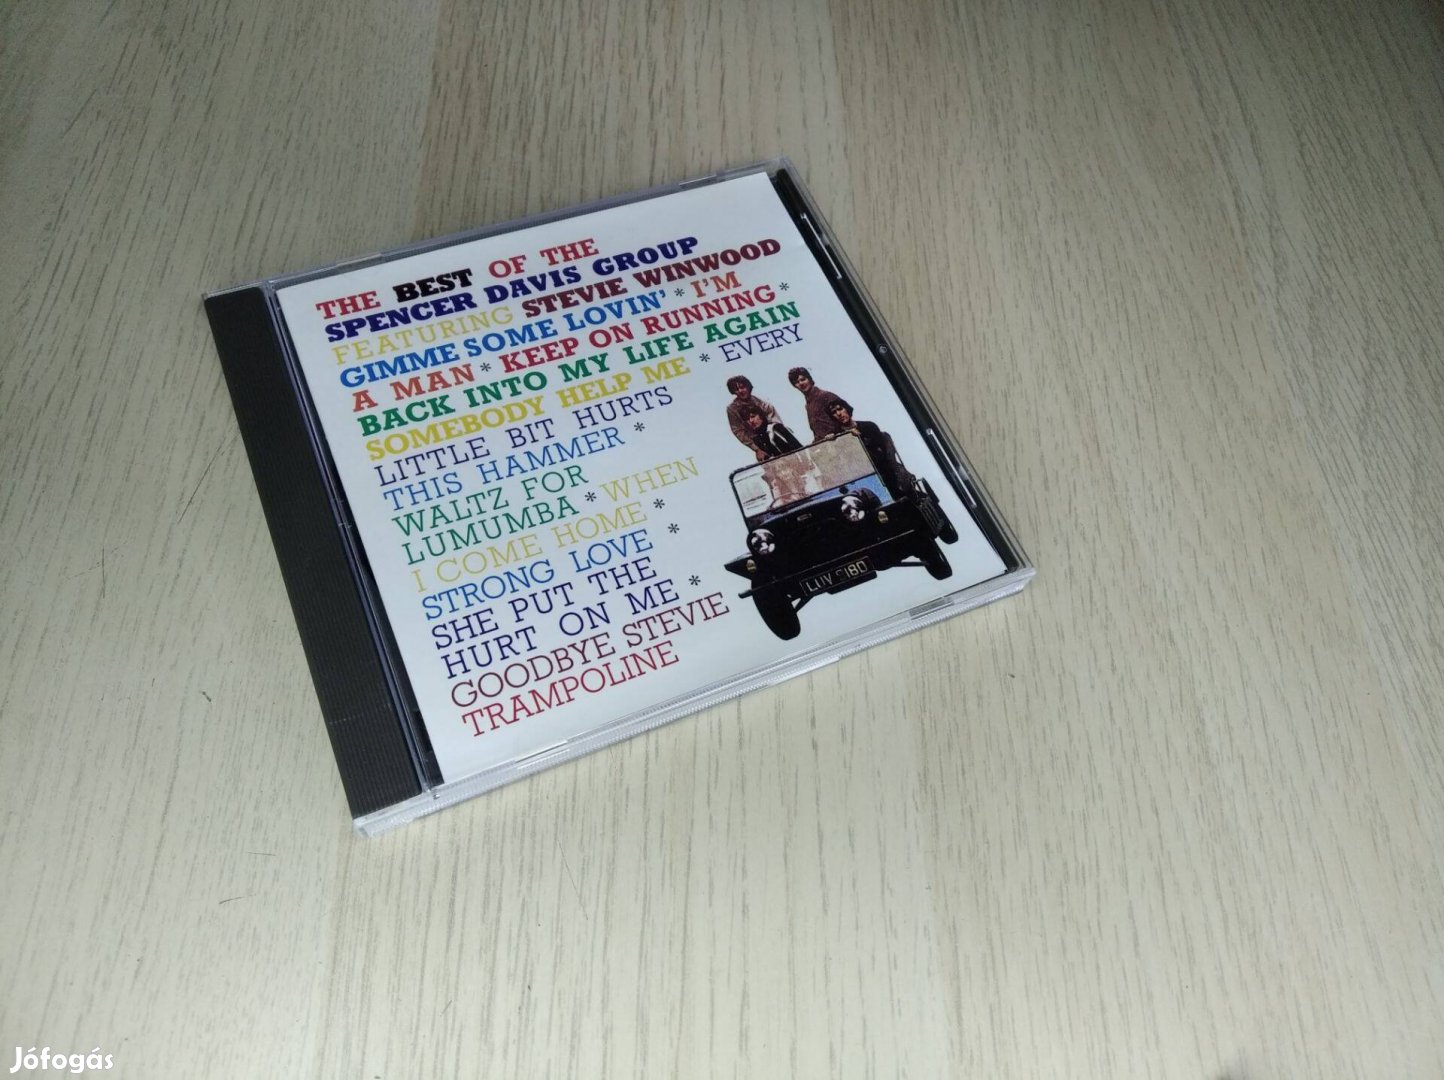 THE BEST OF THE
SPENCER DAVIS GROUP
FEATURING STEVIE WINWOOD
GIMME SOME LOVIN' * I'M
A MAN * KEEP ON RUNNING *
BACK INTO MY LIFE AGAIN
SOMEBODY HELP ME * EVERY
LITTLE BIT HURTS
THIS HAMMER *
WALTZ FOR
LUMUMBA * WHEN
I COME HOME *
STRONG LOVE *
SHE PUT THE
HURT ON ME *
GOODBYE STEVIE
TRAMPOLINE
Jófogás